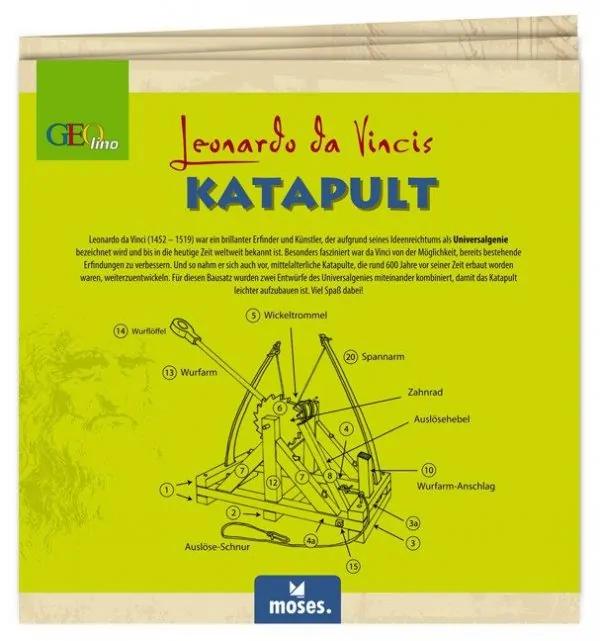 GEOlino
Leonardo da Vincis
KATAPULT
Leonardo da Vinci (1452 – 1519) war ein brillanter Erfinder und Künstler, der aufgrund seines Ideenreichtums als Universalgenie
bezeichnet wird und bis in die heutige Zeit weltweit bekannt ist. Besonders fasziniert war da Vinci von der Möglichkeit, bereits bestehende
Erfindungen zu verbessern. Und so nahm er sich auch vor, mittelalterliche Katapulte, die rund 600 Jahre vor seiner Zeit erbaut worden
waren, weiterzuentwickeln. Für diesen Bausatz wurden zwei Entwürfe des Universalgenies miteinander kombiniert, damit das Katapult
leichter aufzubauen ist. Viel Spaß dabei!
5 Wickeltrommel
14 Wurflöffel
20 Spannarm
13 Wurfarm
Zahnrad
6
Auslösehebel
4
7
7
8
10
12
Wurfarm-Anschlag
1
2
3a
3
4a
Auslöse-Schnur
15
moses.